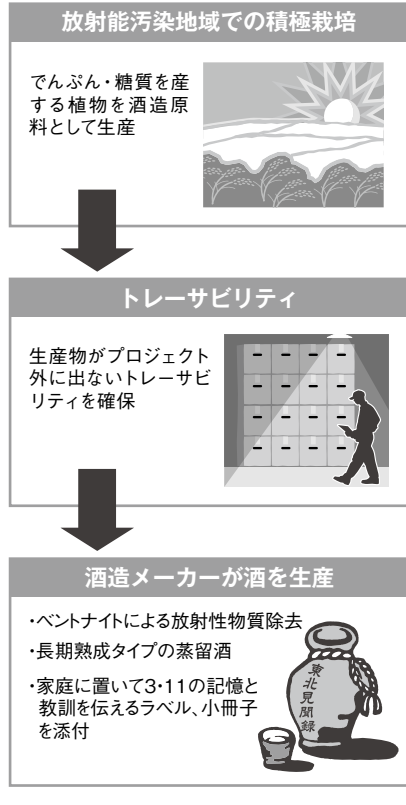 放射能汚染地域での積極栽培
でんぷん・糖質を産
する植物を酒造原
料として生産
トレーサビリティ
生産物がプロジェクト
外に出ないトレーサビ
リティを確保
酒造メーカーが酒を生産
・ベントナイトによる放射性物質除去
・長期熟成タイプの蒸留酒
・家庭に置いて3・11の記憶と
教訓を伝えるラベル、小冊子
を添付
東北見聞録